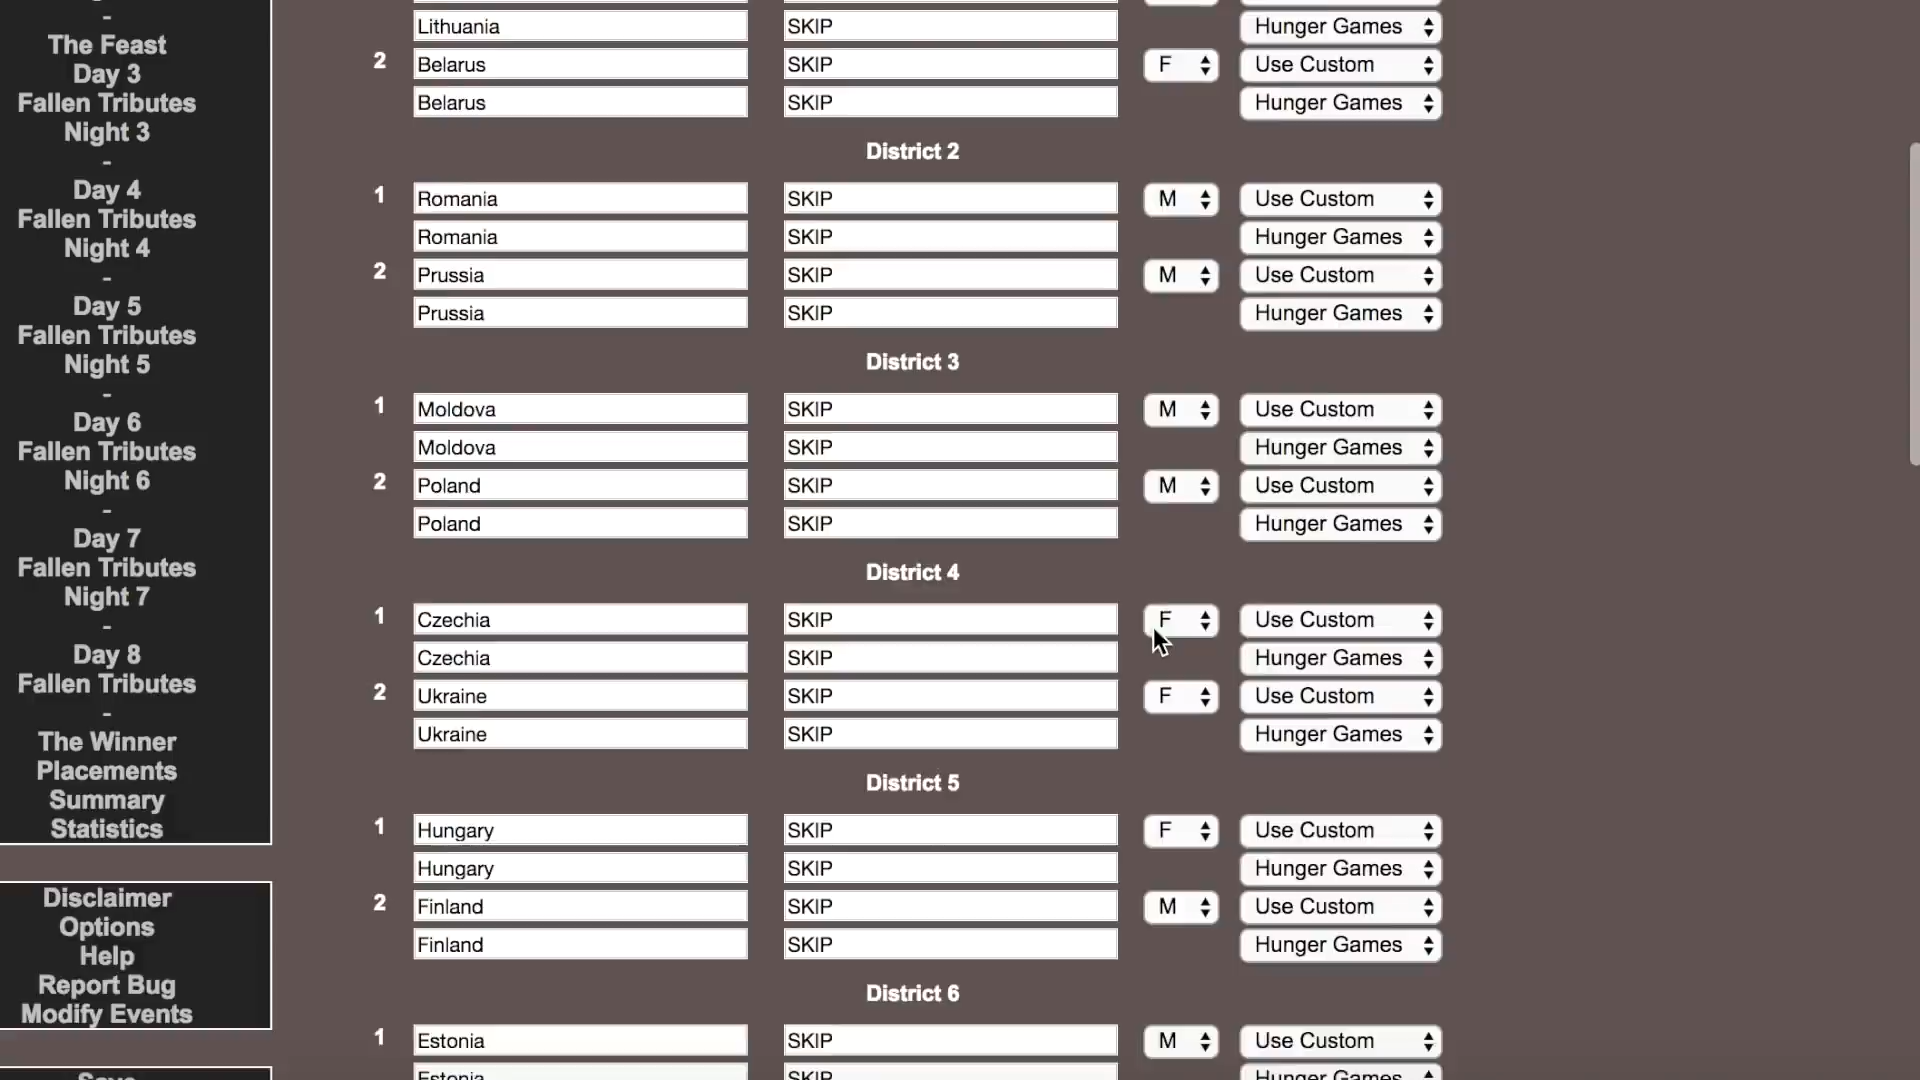 -
The Feast
Day 3
Fallen Tributes
Night 3
-
Day 4
Fallen Tributes
Night 4
-
Day 5
Fallen Tributes
Night 5
-
Day 6
Fallen Tributes
Night 6
-
Day 7
Fallen Tributes
Night 7
-
Day 8
Fallen Tributes
-
The Winner
Placements
Summary
Statistics
Disclaimer
Options
Help
Report Bug
Modify Events
Save
Lithuania SKIP Hunger Games
2 Belarus SKIP F Use Custom
Belarus SKIP Hunger Games
District 2
1 Romania SKIP M Use Custom
Romania SKIP Hunger Games
2 Prussia SKIP M Use Custom
Prussia SKIP Hunger Games
District 3
1 Moldova SKIP M Use Custom
Moldova SKIP Hunger Games
2 Poland SKIP M Use Custom
Poland SKIP Hunger Games
District 4
1 Czechia SKIP F Use Custom
Czechia SKIP Hunger Games
2 Ukraine SKIP F Use Custom
Ukraine SKIP Hunger Games
District 5
1 Hungary SKIP F Use Custom
Hungary SKIP Hunger Games
2 Finland SKIP M Use Custom
Finland SKIP Hunger Games
District 6
1 Estonia SKIP M Use Custom
Estonia SKIP Hunger Games